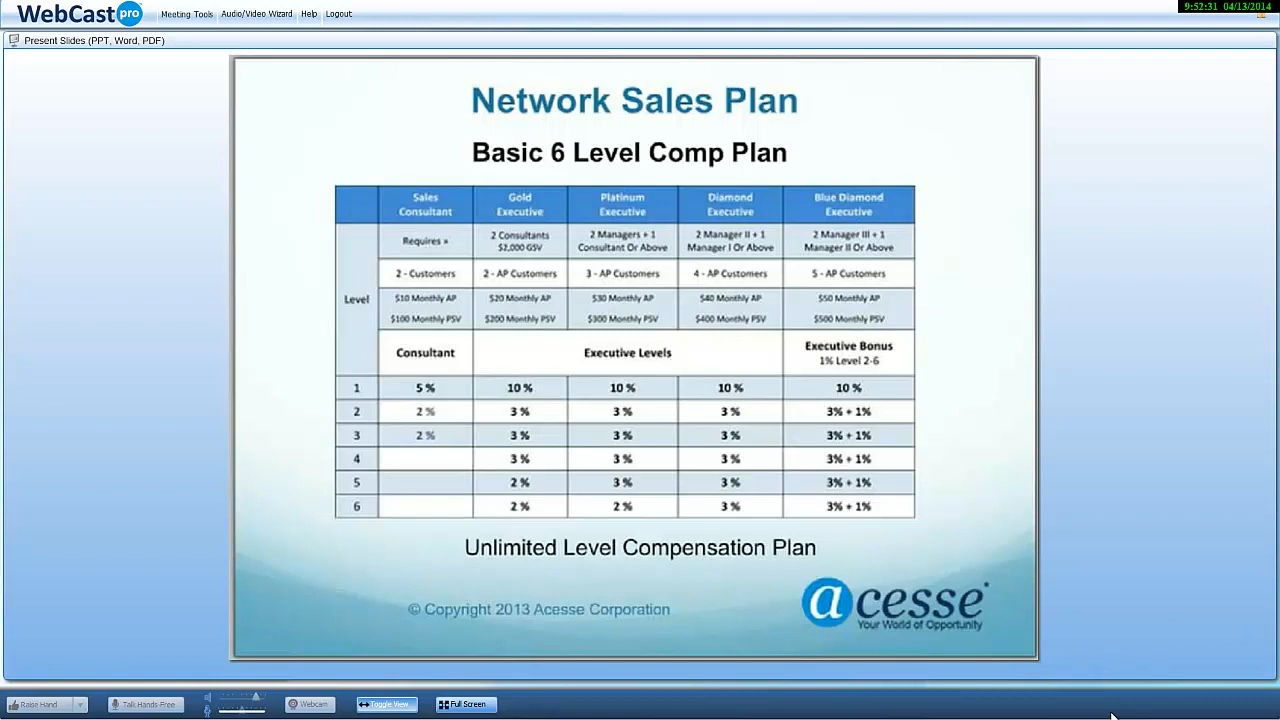 WebCast pro
Meeting Tools Audio/Video Wizard Help Logout
9:52:31 04/13/2014
Present Slides (PPT, Word, PDF)
Network Sales Plan
Basic 6 Level Comp Plan
Sales Consultant Gold Executive Platinum Executive Diamond Executive Blue Diamond Executive
Level
Requires » 2 Consultants $2,000 GSV 2 Managers + 1 Consultant Or Above 2 Manager II + 1 Manager I Or Above 2 Manager III + 1 Manager II Or Above
2 - Customers 2 - AP Customers 3 - AP Customers 4 - AP Customers 5 - AP Customers
$10 Monthly AP $20 Monthly AP $30 Monthly AP $40 Monthly AP $50 Monthly AP
$100 Monthly PSV $200 Monthly PSV $300 Monthly PSV $400 Monthly PSV $500 Monthly PSV
Consultant Executive Levels Executive Bonus 1% Level 2-6
1 5 % 10 % 10 % 10 % 10 %
2 2 % 3 % 3 % 3 % 3% + 1%
3 2 % 3 % 3 % 3 % 3% + 1%
4 3 % 3 % 3 % 3% + 1%
5 2 % 3 % 3 % 3% + 1%
6 2 % 2 % 3 % 3% + 1%
Unlimited Level Compensation Plan
© Copyright 2013 Acesse Corporation
acesse
Your World of Opportunity
Raise Hand Talk Hands-Free Webcam Toggle View Full Screen